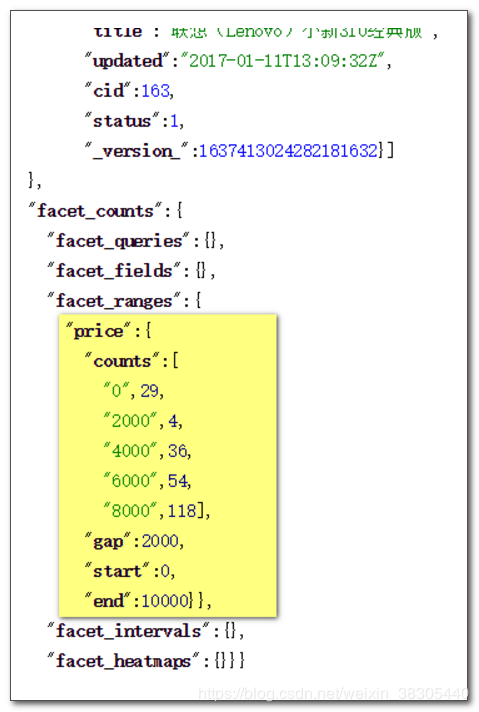 title":"联想（Lenovo）小新310经典版",
"updated":"2017-01-11T13:09:32Z",
"cid":163,
"status":1,
"_version_":1637413024282181632}]
},
"facet_counts":{
"facet_queries":{},
"facet_fields":{},
"facet_ranges":{
"price":{
"counts":[
"0",29,
"2000",4,
"4000",36,
"6000",54,
"8000",118],
"gap":2000,
"start":0,
"end":10000}},
"facet_intervals":{},
"facet_heatmaps":{}}}
https://blog.csdn.net/weixin_38305440